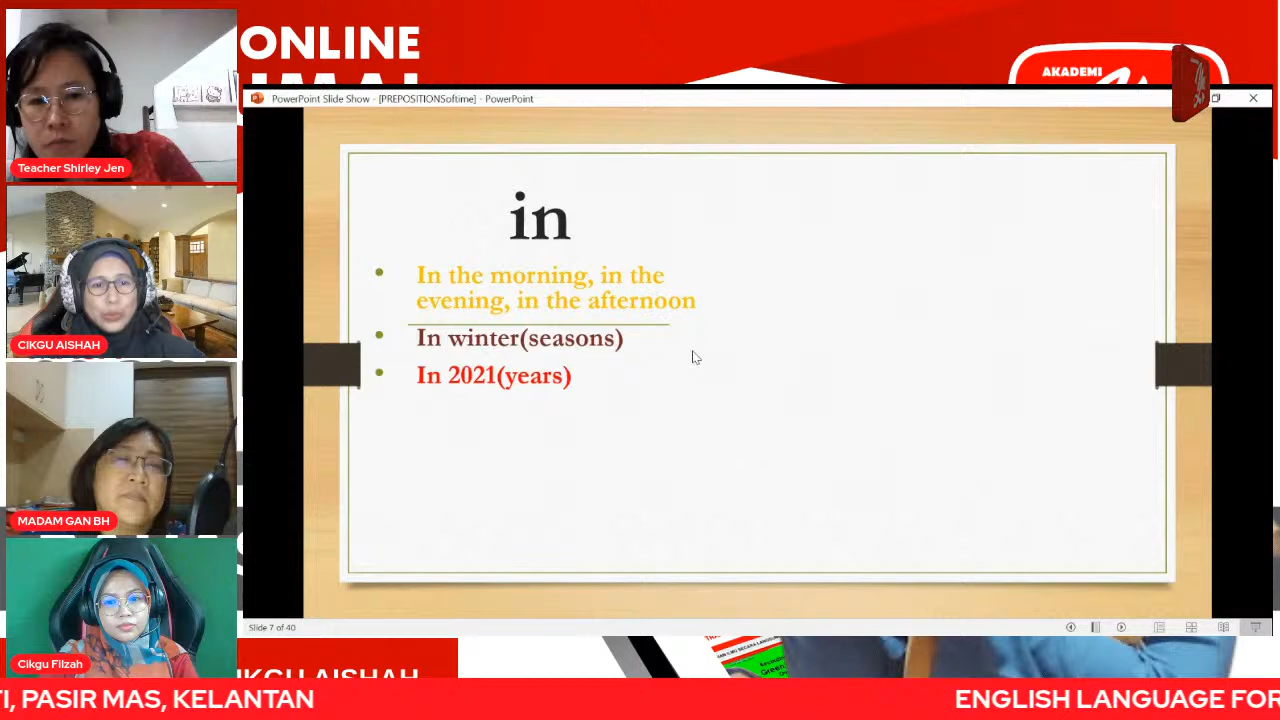 ONLINE
AKADEMI
Teacher Shirley Jen
CIKGU AISHAH
MADAM GAN BH
Cikgu Filzah
PowerPoint Slide Show - [PREPOSITIONSoftime] - PowerPoint
in
In the morning, in the
evening, in the afternoon
In winter(seasons)
In 2021(years)
Slide 7 of 40
IKGU AISHAH
TI, PASIR MAS, KELANTAN
ENGLISH LANGUAGE FOR